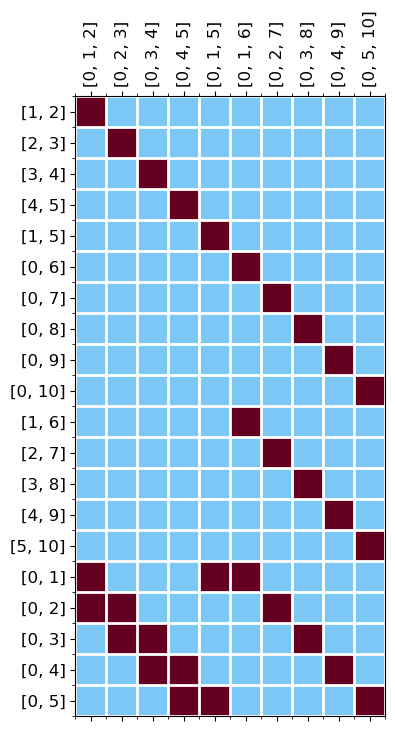 [0, 1, 2]
[0, 2, 3]
[0, 3, 4]
[0, 4, 5]
[0, 1, 5]
[0, 1, 6]
[0, 2, 7]
[0, 3, 8]
[0, 4, 9]
[0, 5, 10]
[1, 2]
[2, 3]
[3, 4]
[4, 5]
[1, 5]
[0, 6]
[0, 7]
[0, 8]
[0, 9]
[0, 10]
[1, 6]
[2, 7]
[3, 8]
[4, 9]
[5, 10]
[0, 1]
[0, 2]
[0, 3]
[0, 4]
[0, 5]